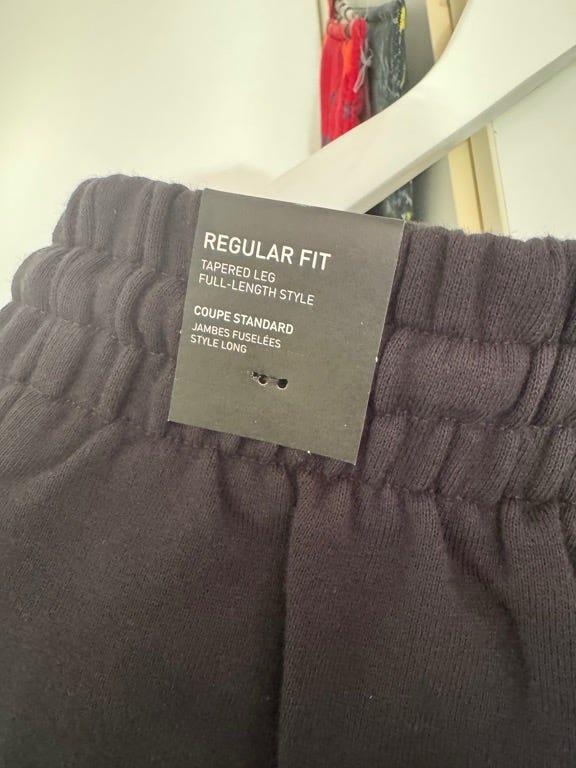 REGULAR FIT
TAPERED LEG
FULL-LENGTH STYLE
COUPE STANDARD
JAMBES FUSELÉES
STYLE LONG